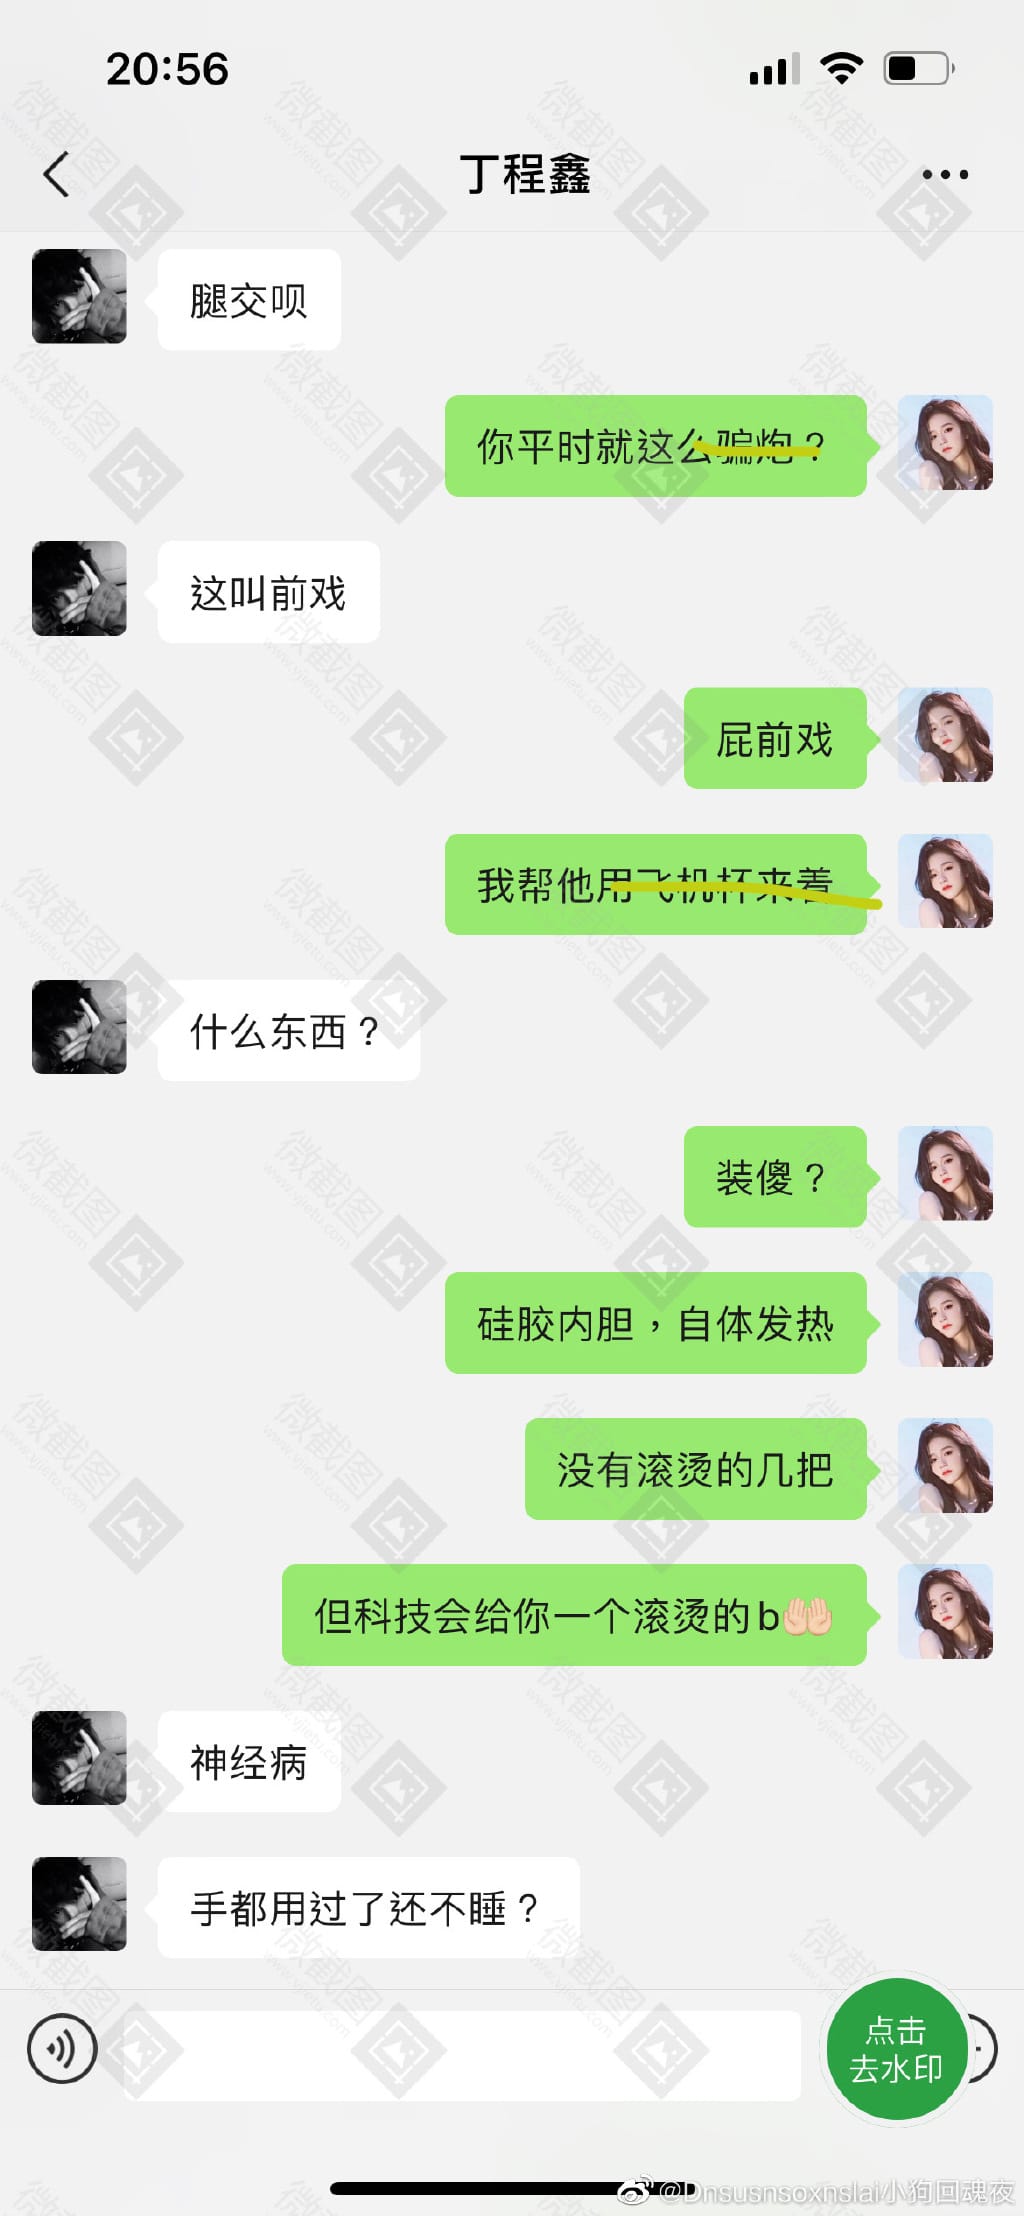 20:56
丁程鑫
腿交呗
你平时就这么骗炮？
这叫前戏
屁前戏
我帮他用飞机杯来着
什么东西？
装傻？
硅胶内胆，自体发热
没有滚烫的几把
但科技会给你一个滚烫的b🤲🏻
神经病
手都用过了还不睡？
点击
去水印
@Dnsusnsoxnslai小狗回魂夜
微截图
www.vjietu.com